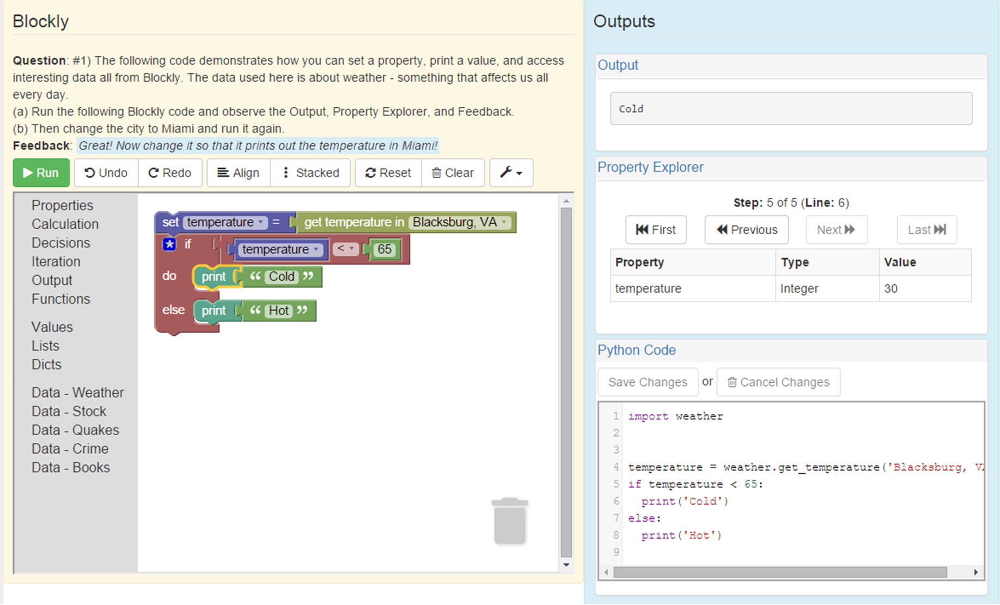 Blockly
Question: #1) The following code demonstrates how you can set a property, print a value, and access
interesting data all from Blockly. The data used here is about weather - something that affects us all
every day.
(a) Run the following Blockly code and observe the Output, Property Explorer, and Feedback.
(b) Then change the city to Miami and run it again.
Feedback: Great! Now change it so that it prints out the temperature in Miami!
Run Undo Redo Align Stacked Reset Clear
Properties
Calculation
Decisions
Iteration
Output
Functions
Values
Lists
Dicts
Data - Weather
Data - Stock
Data - Quakes
Data - Crime
Data - Books
set temperature = get temperature in Blacksburg, VA
if temperature < 65
do print “ Cold ”
else print “ Hot ”
Outputs
Output
Cold
Property Explorer
Step: 5 of 5 (Line: 6)
First Previous Next Last
Property Type Value
temperature Integer 30
Python Code
Save Changes or Cancel Changes
1 import weather
2
3
4 temperature = weather.get_temperature('Blacksburg, V
5 if temperature < 65:
6 print('Cold')
7 else:
8 print('Hot')
9